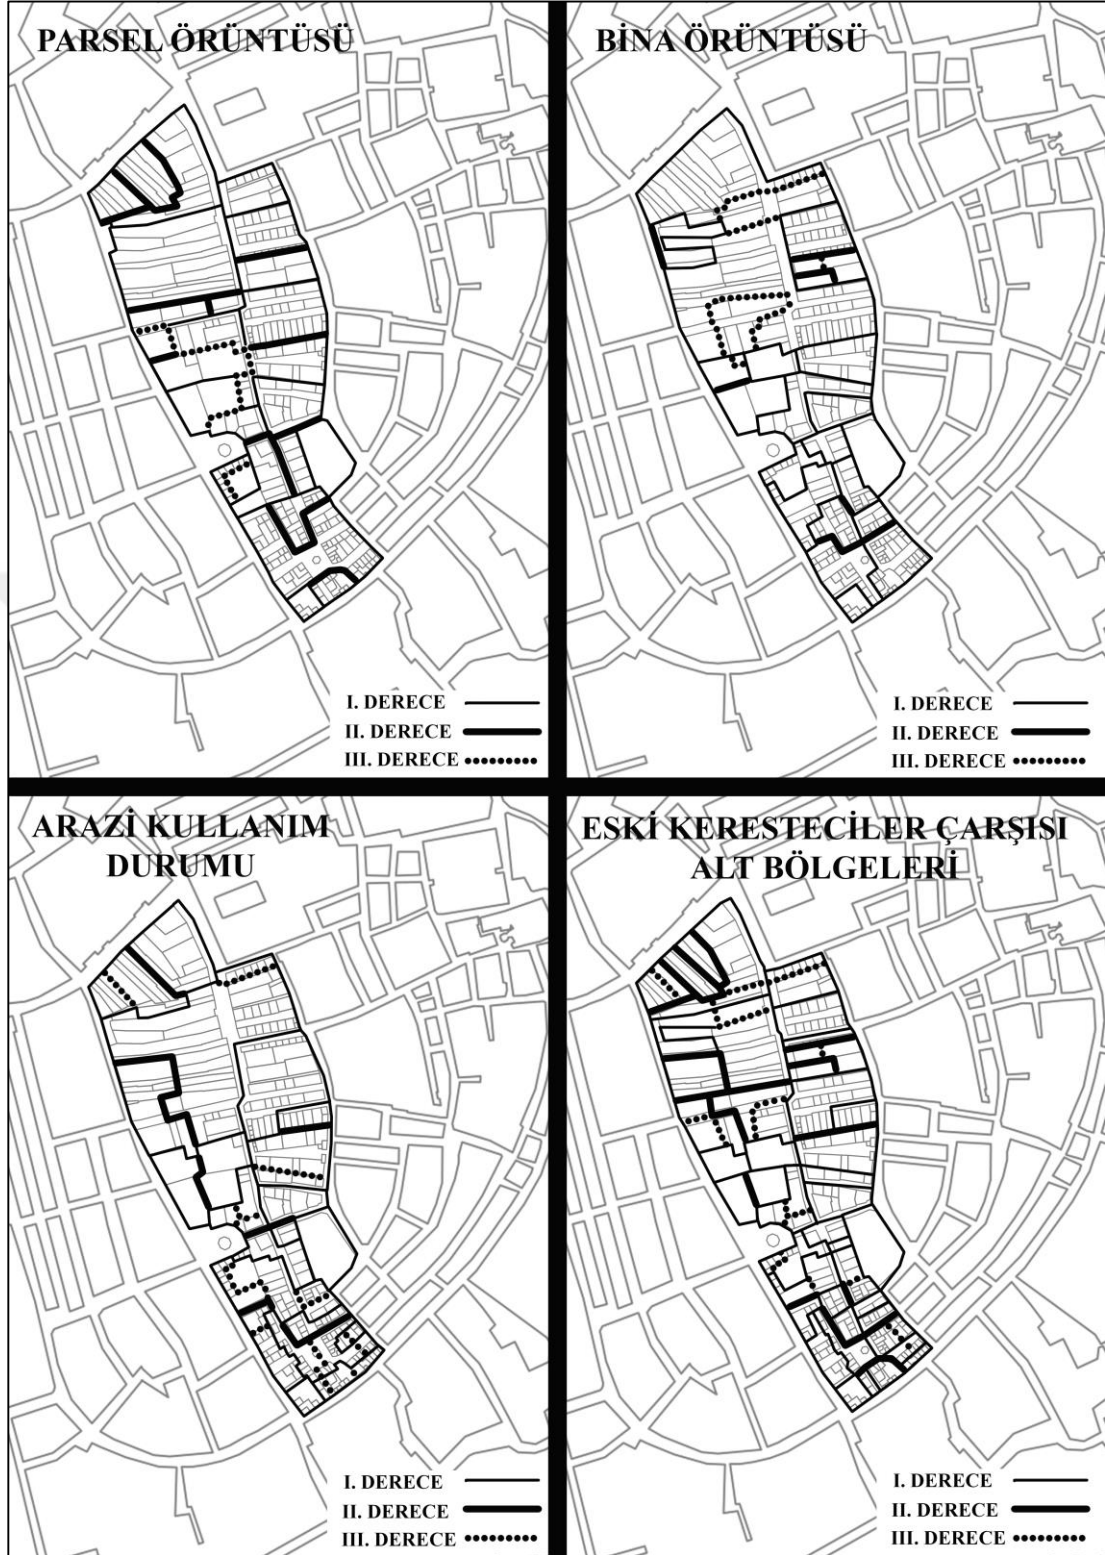 PARSEL ÖRÜNTÜSÜ
I. DERECE
II. DERECE
III. DERECE
BİNA ÖRÜNTÜSÜ
I. DERECE
II. DERECE
III. DERECE
ARAZİ KULLANIM
DURUMU
I. DERECE
II. DERECE
III. DERECE
ESKİ KERESTECİLER ÇARŞISI
ALT BÖLGELERİ
I. DERECE
II. DERECE
III. DERECE